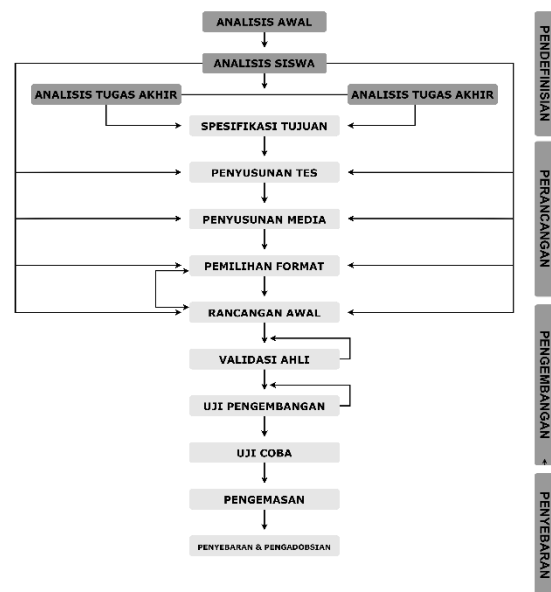 ANALISIS AWAL
ANALISIS SISWA
ANALISIS TUGAS AKHIR
ANALISIS TUGAS AKHIR
SPESIFIKASI TUJUAN
PENYUSUNAN TES
PENYUSUNAN MEDIA
PEMILIHAN FORMAT
RANCANGAN AWAL
VALIDASI AHLI
UJI PENGEMBANGAN
UJI COBA
PENGEMASAN
PENYEBARAN & PENGADOBSIAN
PENDEFINISIAN
PERANCANGAN
PENGEMBANGAN
PENYEBARAN